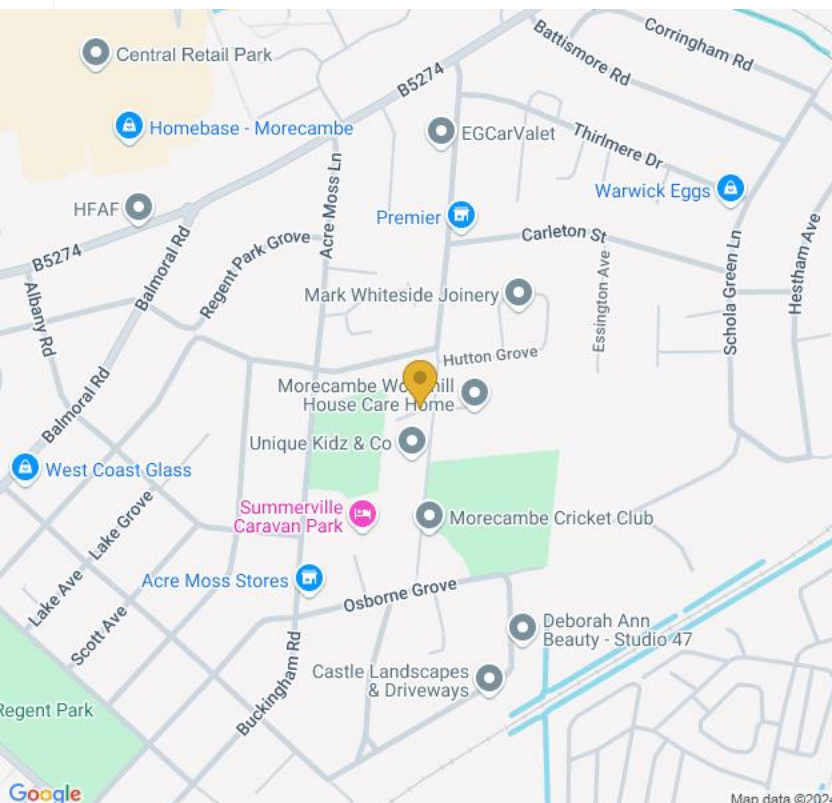 Corringham Rd
Battismore Rd
Central Retail Park
B5274
Homebase - Morecambe
EGCarValet
Thirlmere Dr
Acre Moss Ln
Warwick Eggs
HFAF
Premier
Carleton St
B5274
Balmoral Rd
Regent Park Grove
Hestham Ave
Albany Rd
Mark Whiteside Joinery
Essington Ave
Schola Green Ln
Hutton Grove
Morecambe
House Care Home
Balmoral Rd
Unique Kidz & Co
West Coast Glass
Lake Grove
Summerville
Caravan Park
Morecambe Cricket Club
Acre Moss Stores
Lake Ave
Osborne Grove
Scott Ave
Deborah Ann
Beauty - Studio 47
Buckingham Rd
Castle Landscapes
& Driveways
Regent Park
Google
Map data ©202